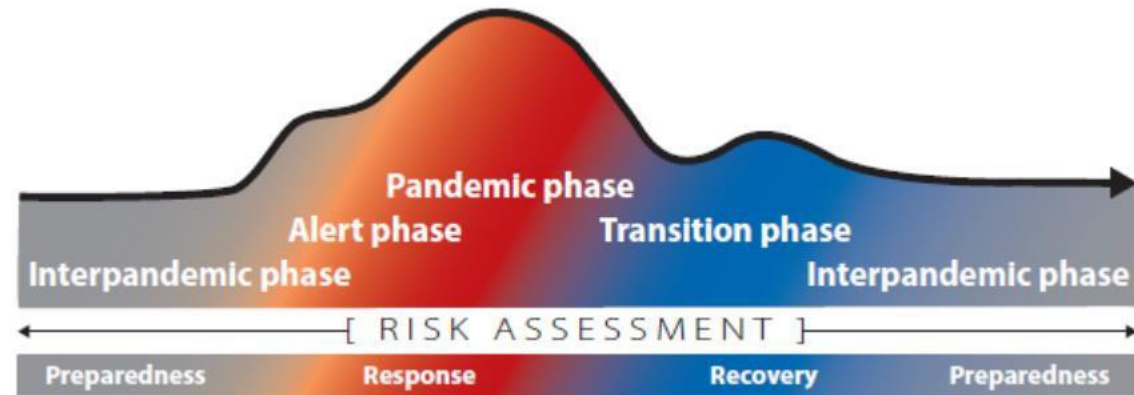 Pandemic phase
Alert phase
Transition phase
Interpandemic phase
Interpandemic phase
[ RISK ASSESSMENT ]
Preparedness
Response
Recovery
Preparedness